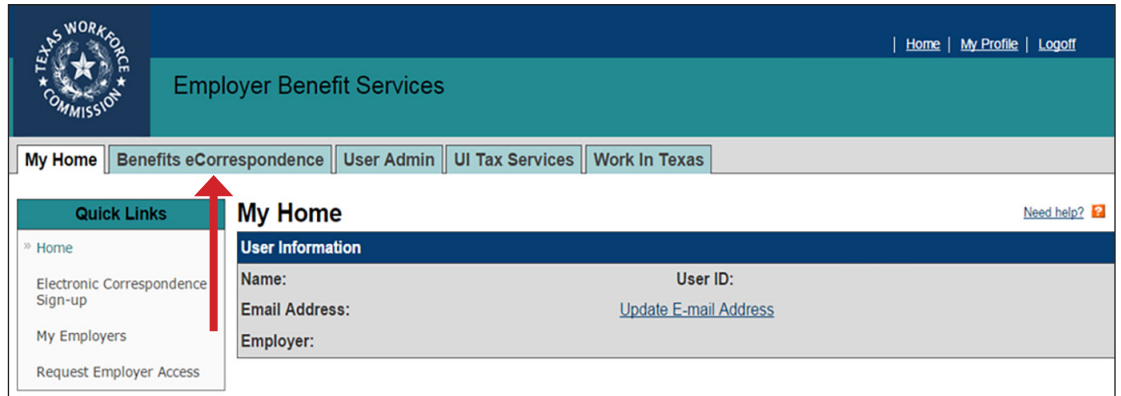 TEXAS WORKFORCE COMMISSION
| Home | My Profile | Logoff
Employer Benefit Services
My Home Benefits eCorrespondence User Admin UI Tax Services Work In Texas
Quick Links
» Home
Electronic Correspondence
Sign-up
My Employers
Request Employer Access
My Home
Need help? ?
User Information
Name: User ID:
Email Address: Update E-mail Address
Employer: